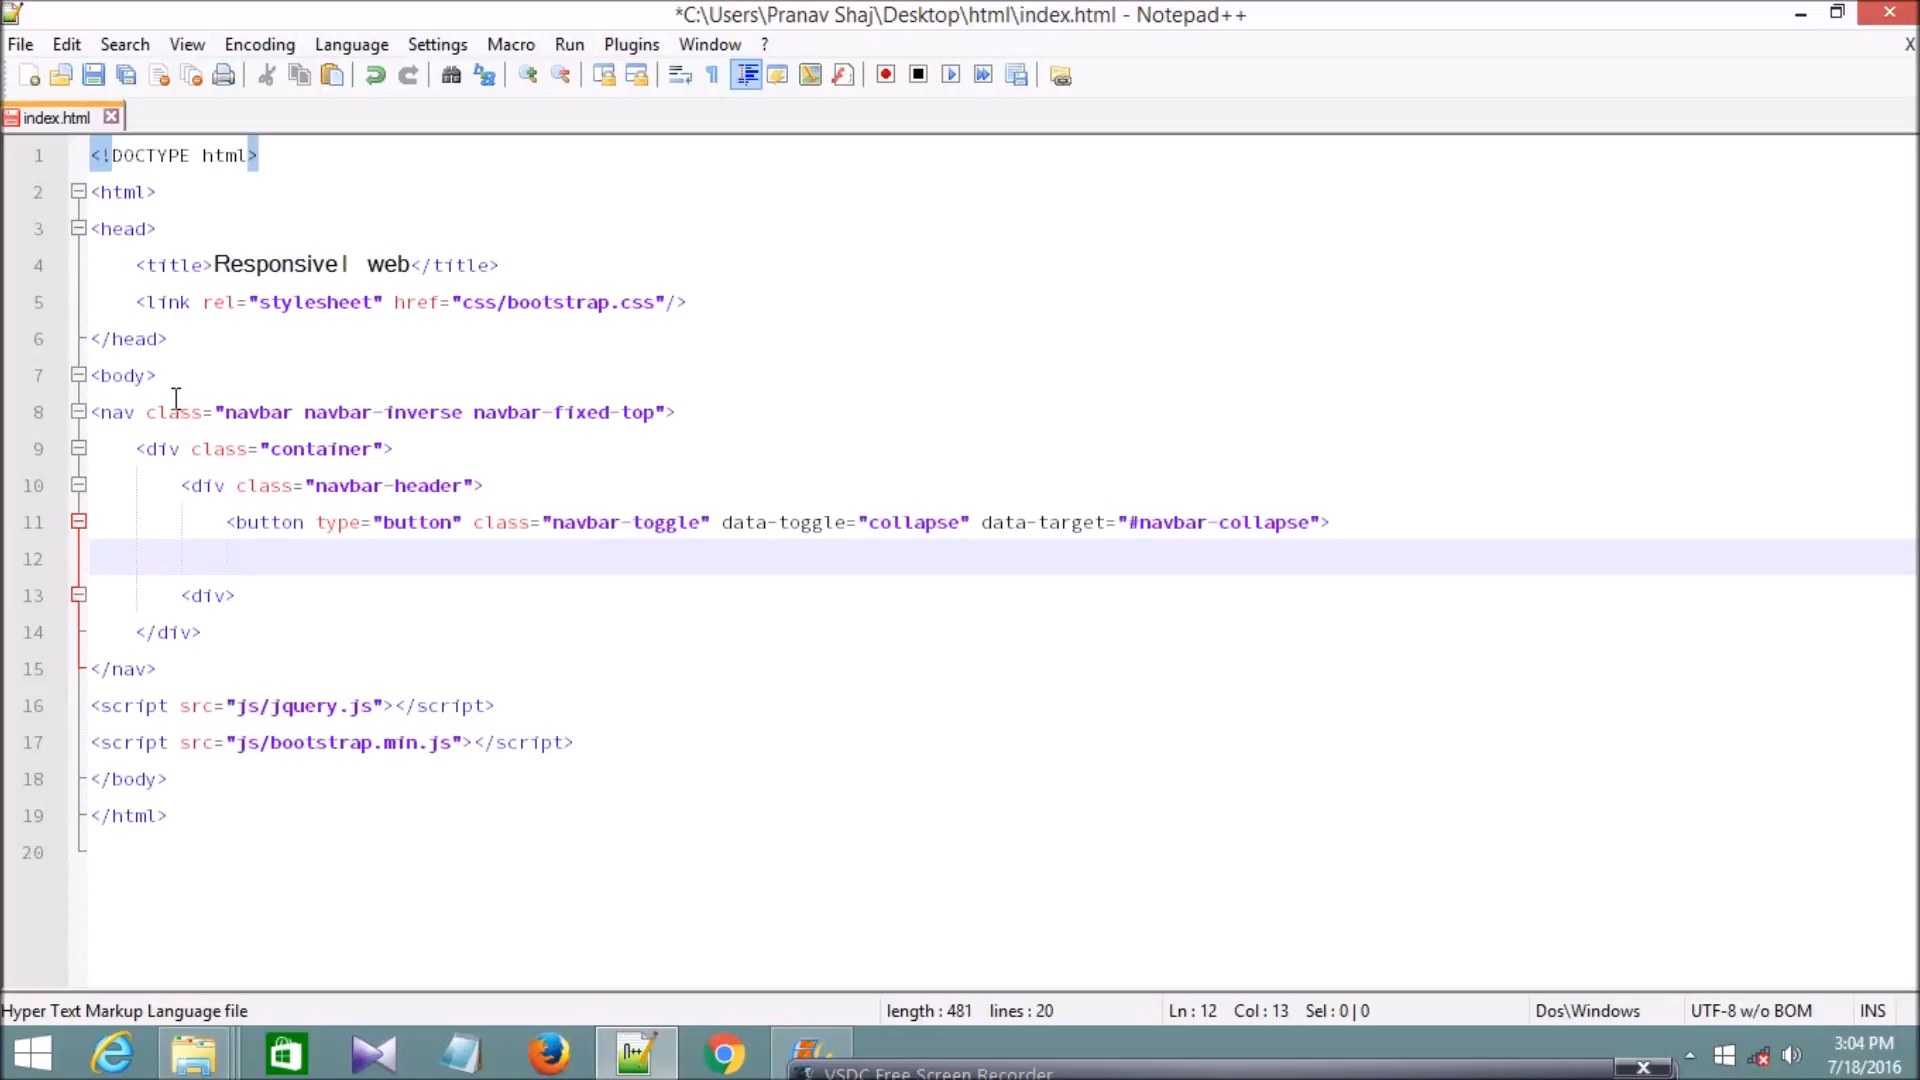 *C:\Users\Pranav Shaj\Desktop\html\index.html - Notepad++
File Edit Search View Encoding Language Settings Macro Run Plugins Window ? X
index.html
1 <!DOCTYPE html>
2 <html>
3 <head>
4 <title>Responsive| web</title>
5 <link rel="stylesheet" href="css/bootstrap.css"/>
6 </head>
7 <body>
8 <nav class="navbar navbar-inverse navbar-fixed-top">
9 <div class="container">
10 <div class="navbar-header">
11 <button type="button" class="navbar-toggle" data-toggle="collapse" data-target="#navbar-collapse">
12
13 <div>
14 </div>
15 </nav>
16 <script src="js/jquery.js"></script>
17 <script src="js/bootstrap.min.js"></script>
18 </body>
19 </html>
20
Hyper Text Markup Language file length : 481 lines : 20 Ln : 12 Col : 13 Sel : 0 | 0 Dos\Windows UTF-8 w/o BOM INS
3:04 PM
7/18/2016
VSDC Free Screen Recorder